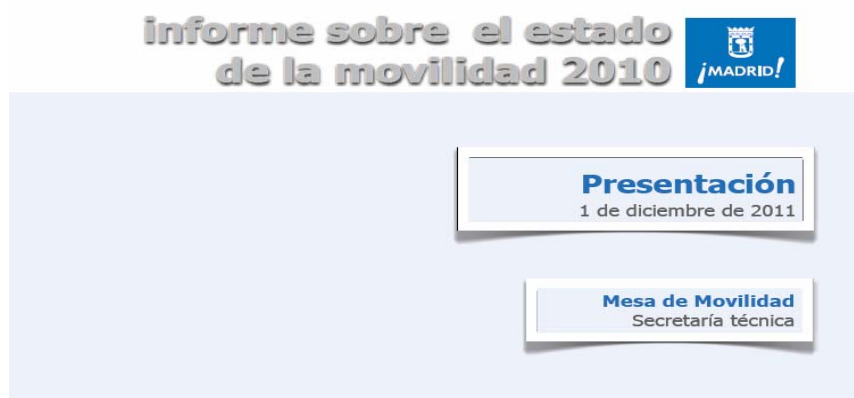 informe sobre el estado
de la movilidad 2010
¡MADRID!
Presentación
1 de diciembre de 2011
Mesa de Movilidad
Secretaría técnica